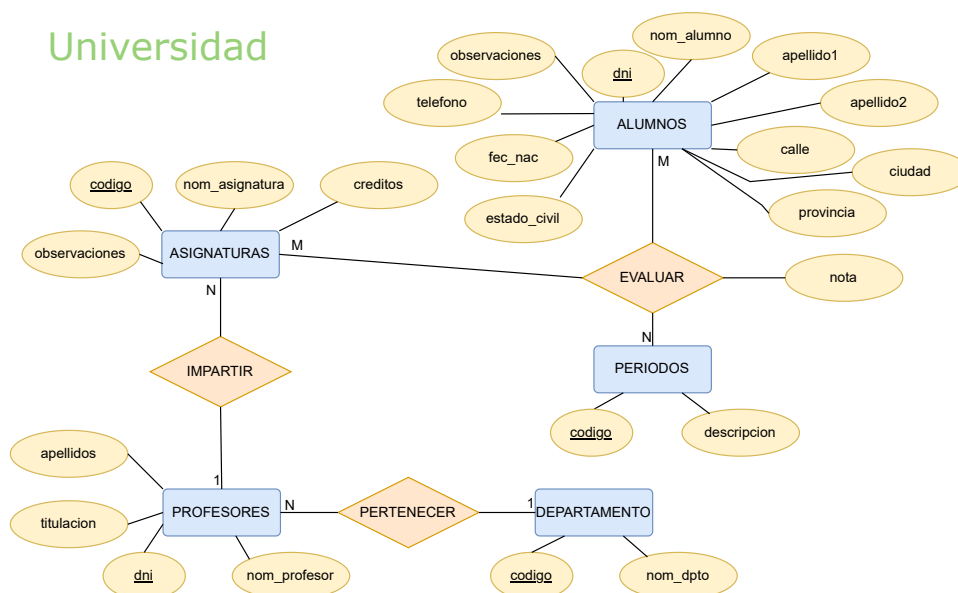 Universidad
nom_alumno
observaciones
dni
apellido1
telefono
apellido2
ALUMNOS
fec_nac
calle
M
ciudad
codigo
nom_asignatura
creditos
estado_civil
provincia
observaciones
ASIGNATURAS
M
EVALUAR
nota
N
N
PERIODOS
IMPARTIR
codigo
descripcion
apellidos
1
PROFESORES
N
PERTENECER
1
DEPARTAMENTO
titulacion
dni
nom_profesor
codigo
nom_dpto